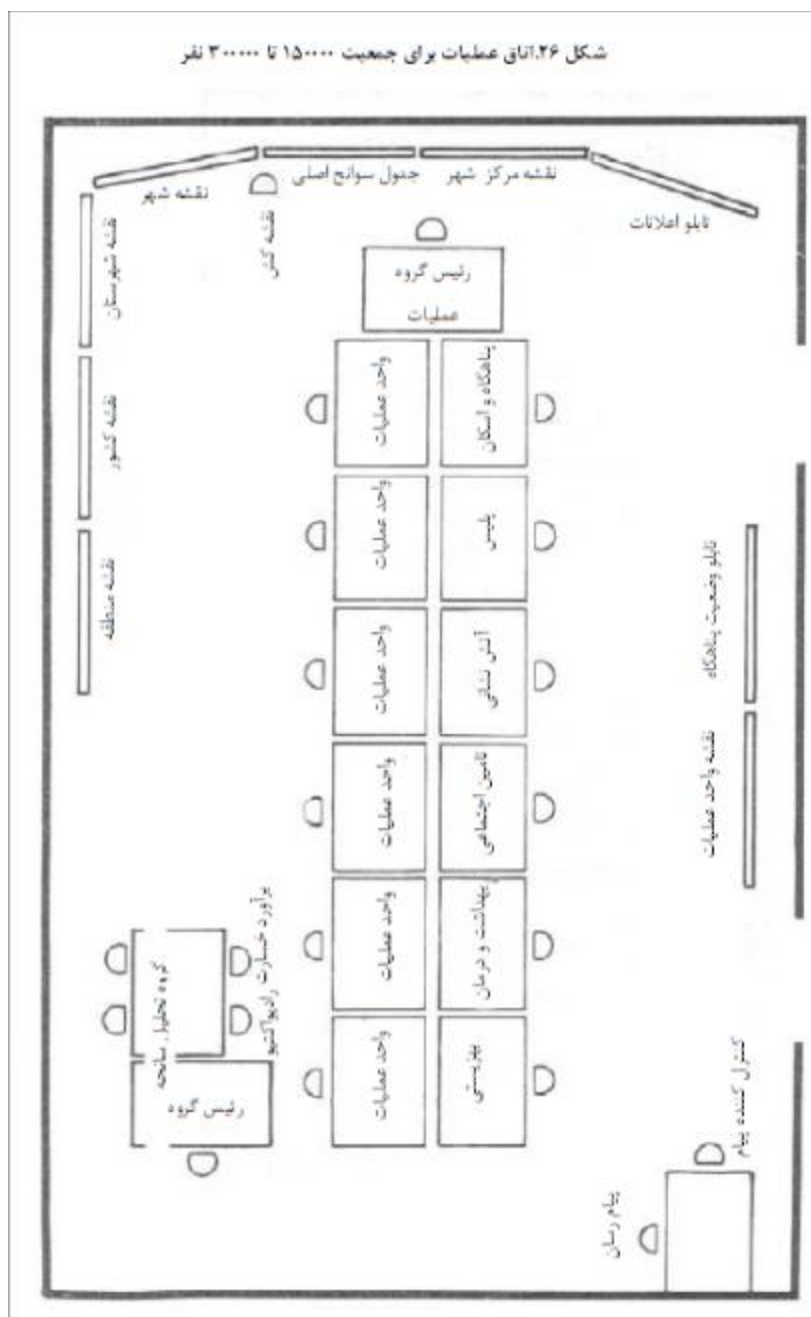 شکل ۲۶.اتاق عملیات برای جمعیت ۱۵۰۰۰۰ تا ۳۰۰۰۰۰ نفر
تابلو اعلانات
نقشه مرکز شهر
جدول سوانح اصلی
نقشه شهر
نقشه کش
نقشه شهرستان
نقشه کشور
نقشه منطقه
رئیس گروه
عملیات
پناهگاه و اسکان
واحد عملیات
پلیس
واحد عملیات
آتش نشانی
واحد عملیات
تامین اجتماعی
واحد عملیات
بهداشت و درمان
واحد عملیات
بهزیستی
واحد عملیات
تابلو وضعیت پناهگاه
نقشه واحد عملیات
برآورد خسارت رادیواکتیو
گروه تحلیل سانحه
رئیس گروه
کنترل کننده پیام
پیام رسان